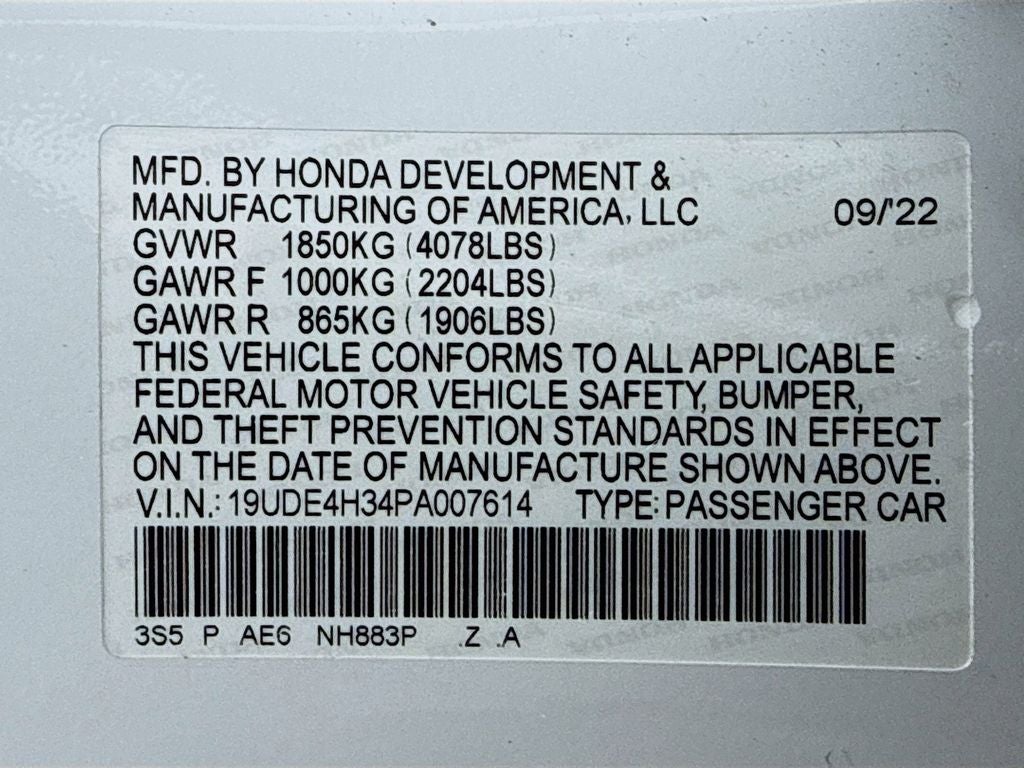 MFD. BY HONDA DEVELOPMENT &
MANUFACTURING OF AMERICA, LLC 09/'22
GVWR 1850KG (4078LBS)
GAWR F 1000KG (2204LBS)
GAWR R 865KG (1906LBS)
THIS VEHICLE CONFORMS TO ALL APPLICABLE
FEDERAL MOTOR VEHICLE SAFETY, BUMPER,
AND THEFT PREVENTION STANDARDS IN EFFECT
ON THE DATE OF MANUFACTURE SHOWN ABOVE.
V.I.N.: 19UDE4H34PA007614 TYPE: PASSENGER CAR
3S5 P AE6 NH883P .Z .A